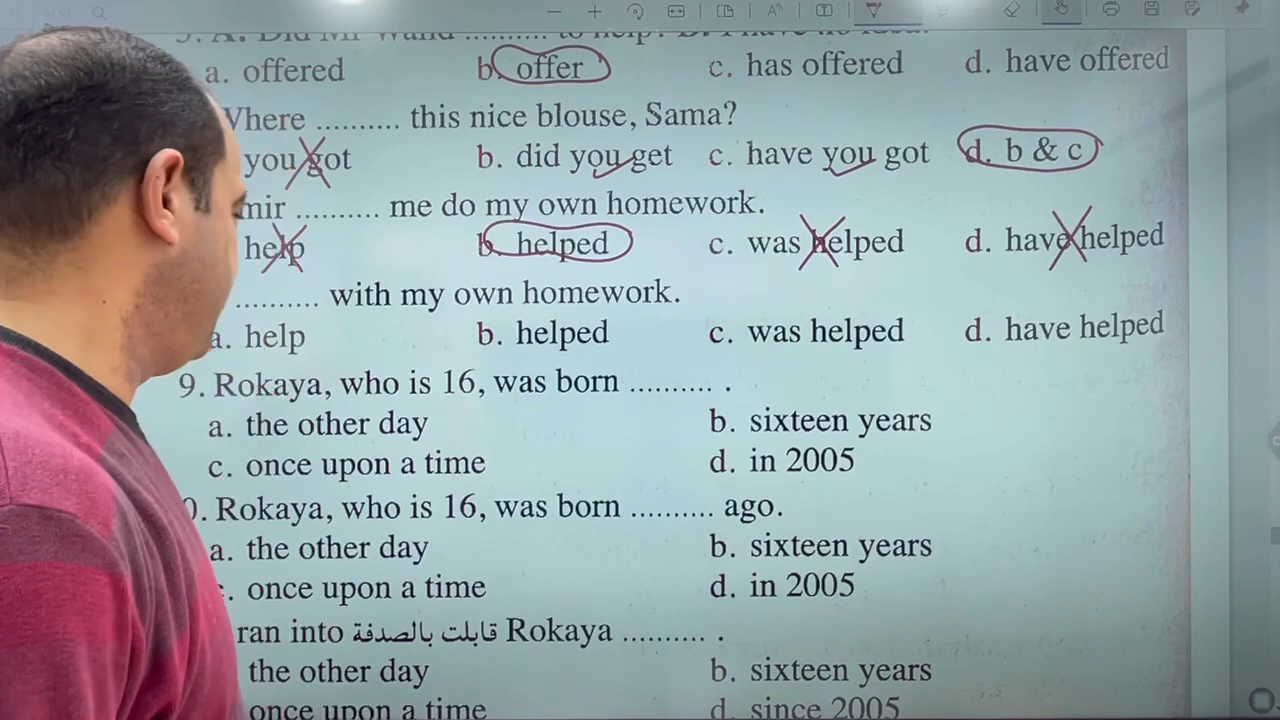 to help?
a. offered b. offer c. has offered d. have offered
Where .......... this nice blouse, Sama?
you got b. did you get c. have you got d. b & c
mir .......... me do my own homework.
help b. helped c. was helped d. have helped
.......... with my own homework.
a. help b. helped c. was helped d. have helped
9. Rokaya, who is 16, was born .......... .
a. the other day b. sixteen years
c. once upon a time d. in 2005
0. Rokaya, who is 16, was born .......... ago.
a. the other day b. sixteen years
c. once upon a time d. in 2005
ran into قابلت بالصدفة Rokaya .......... .
the other day b. sixteen years
once upon a time d. since 2005